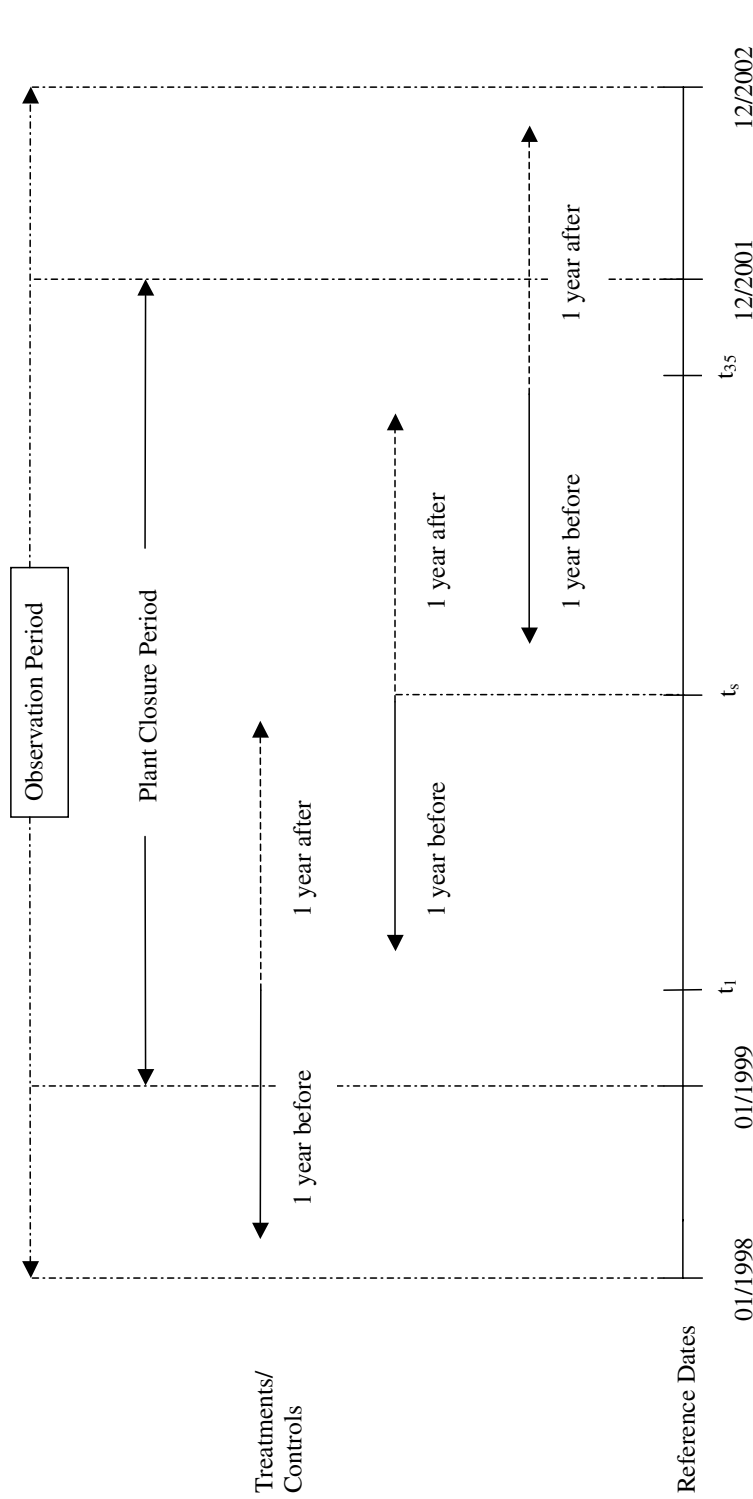 Observation Period
Plant Closure Period
Treatments/
Controls
1 year before
1 year after
1 year before
1 year after
1 year before
1 year after
Reference Dates
01/1998
01/1999
t₁
tₛ
t₃₅
12/2001
12/2002